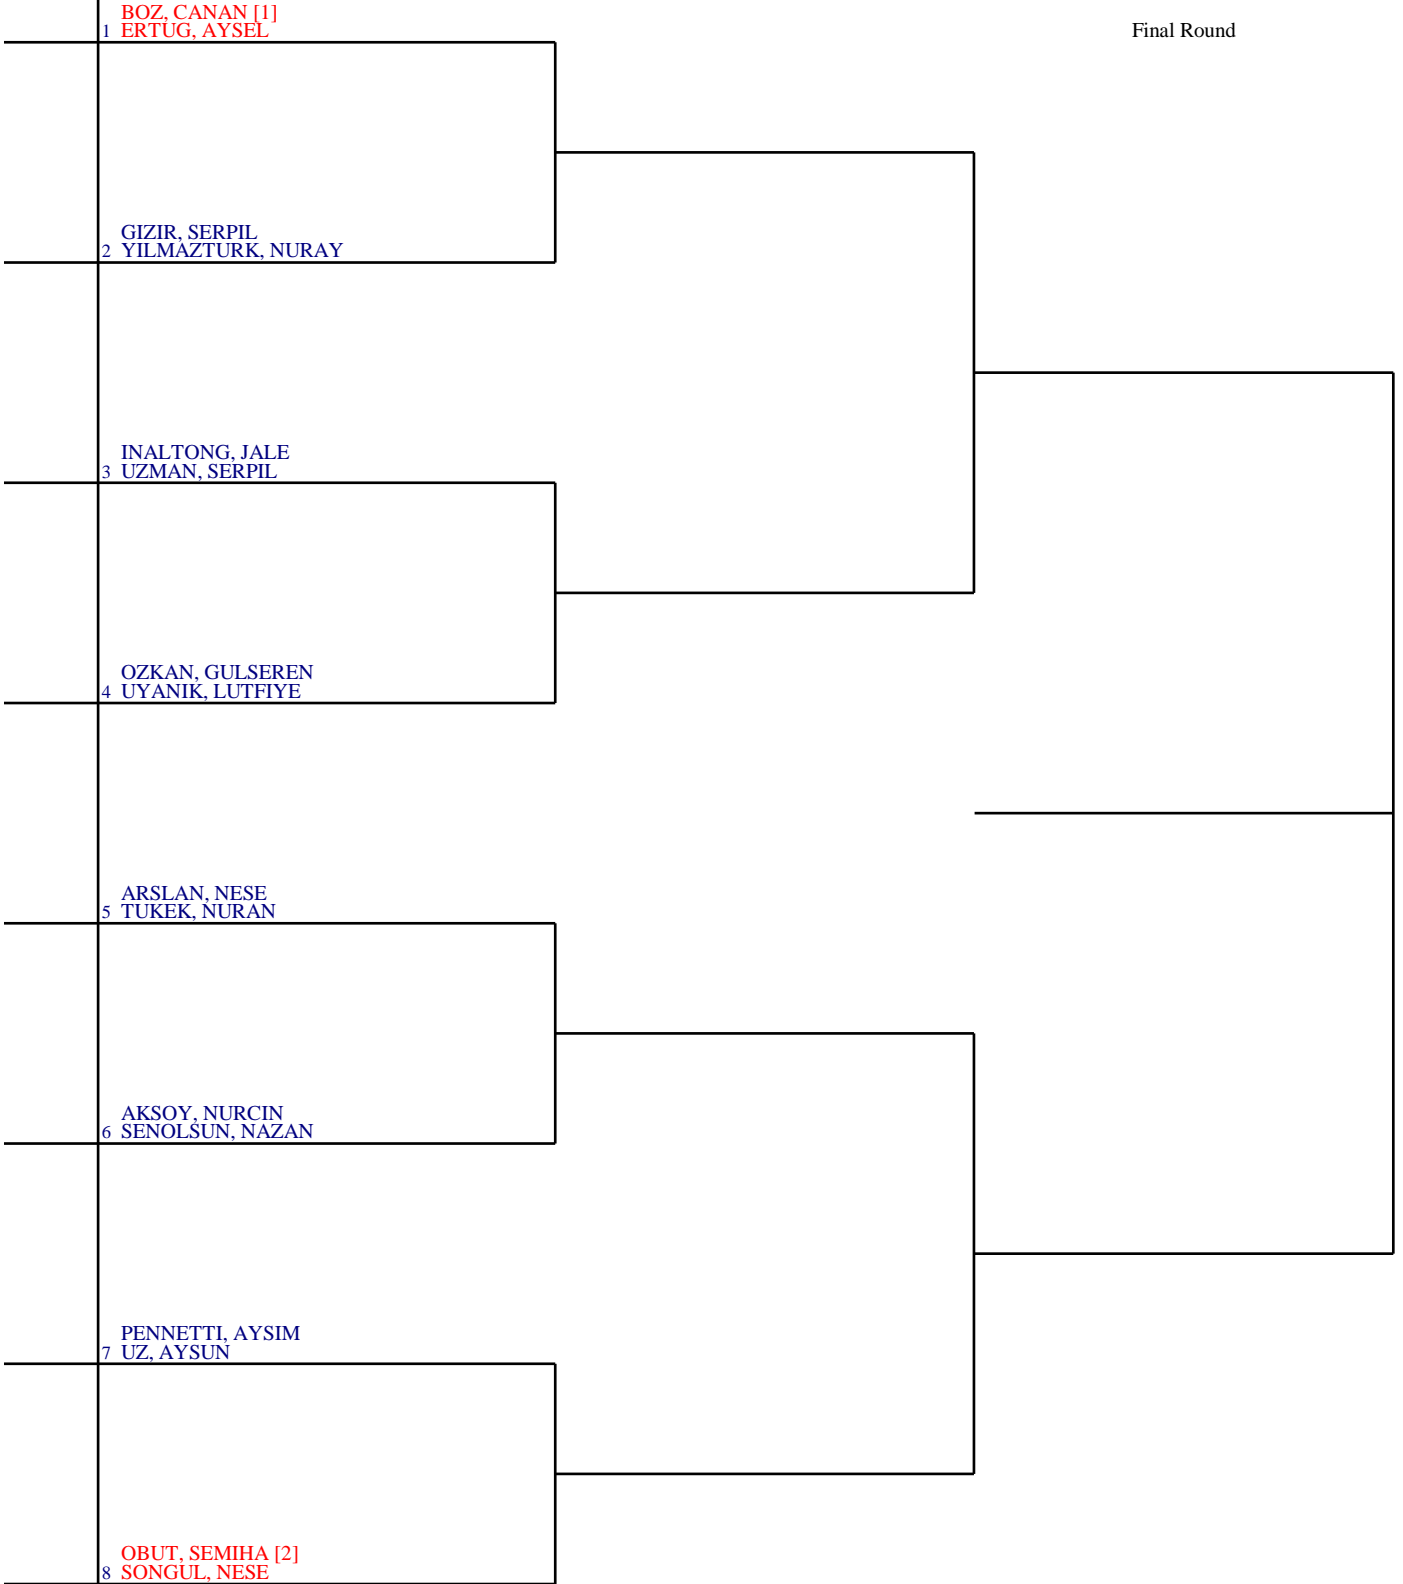 BOZ, CANAN [1]
1 ERTUG, AYSEL
Final Round
GIZIR, SERPIL
2 YILMAZTURK, NURAY
INALTONG, JALE
3 UZMAN, SERPIL
OZKAN, GULSEREN
4 UYANIK, LUTFIYE
ARSLAN, NESE
5 TUKEK, NURAN
AKSOY, NURCIN
6 SENOLSUN, NAZAN
PENNETTI, AYSIM
7 UZ, AYSUN
OBUT, SEMIHA [2]
8 SONGUL, NESE